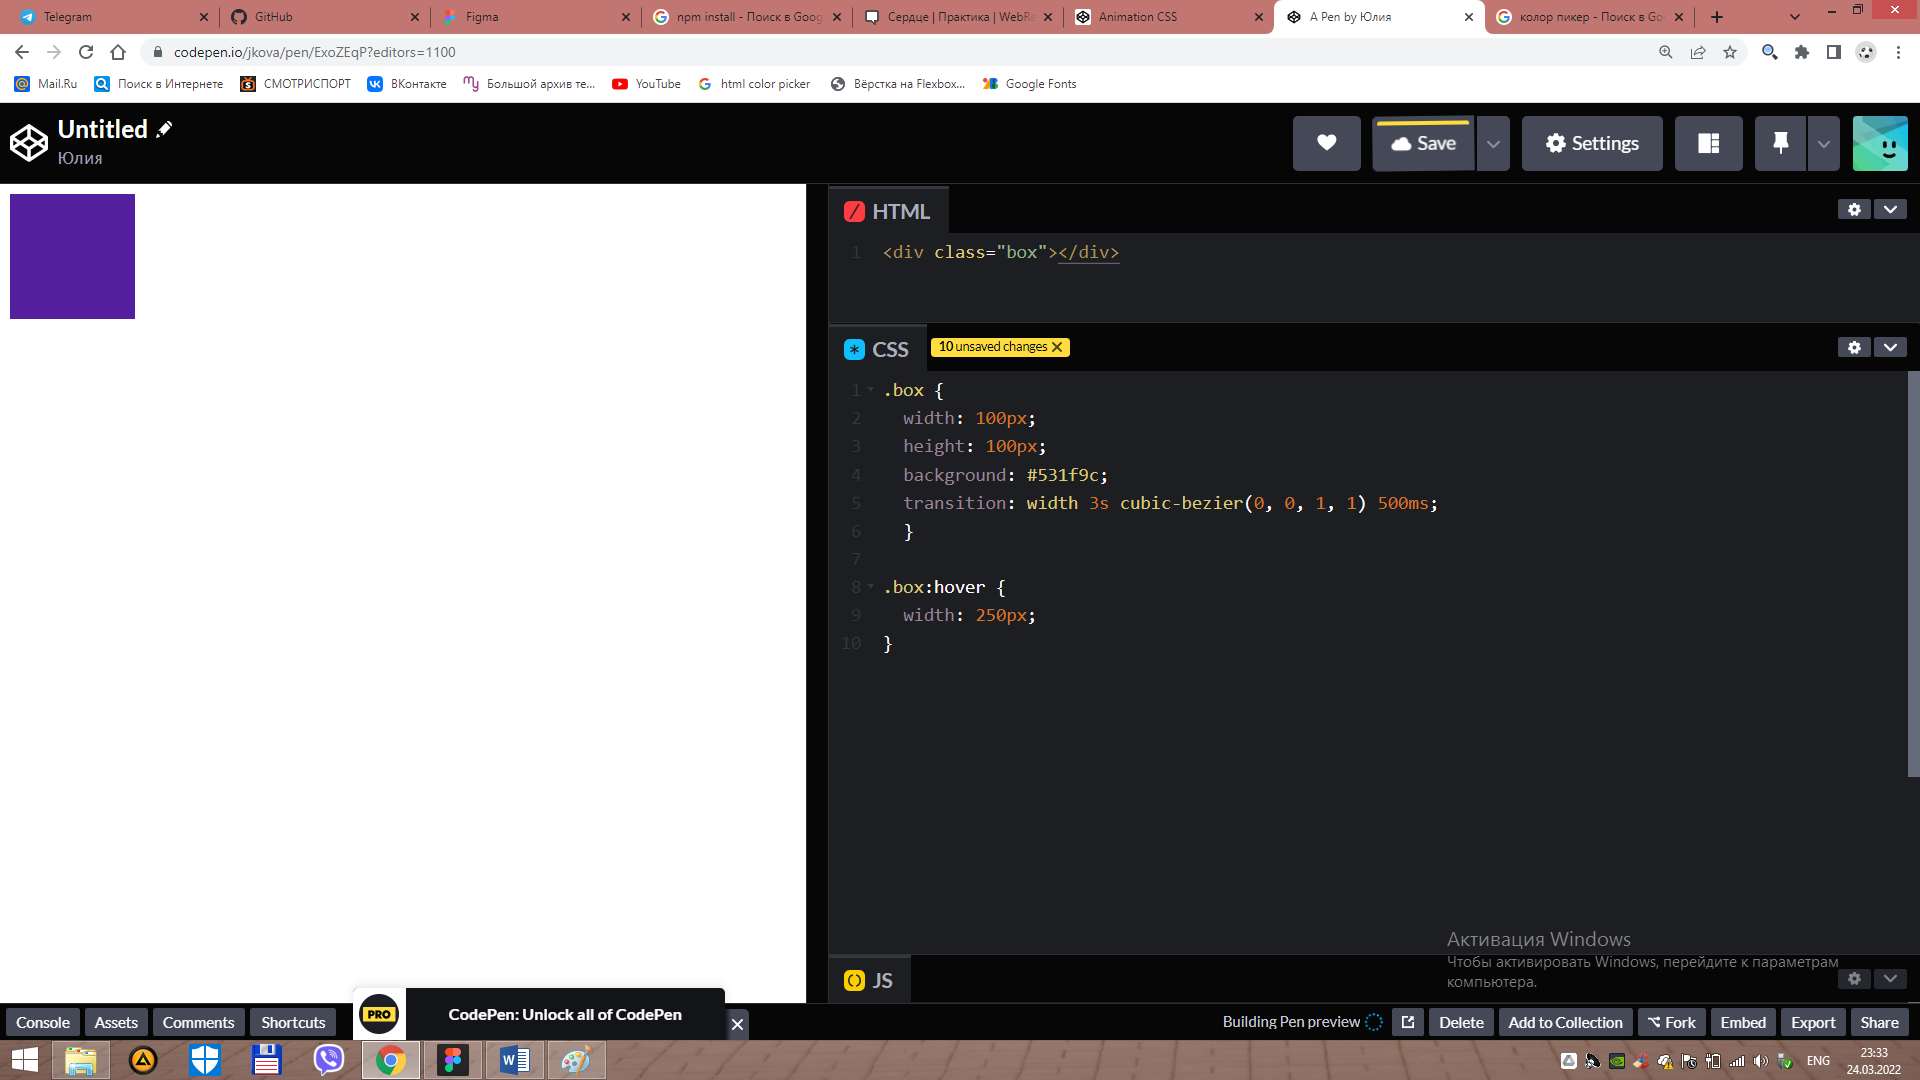 Telegram
GitHub
Figma
npm install - Поиск в Goog
Сердце | Практика | WebRe
Animation CSS
A Pen by Юлия
колор пикер - Поиск в Go
codepen.io/jkova/pen/ExoZEqP?editors=1100
Mail.Ru
Поиск в Интернете
СМОТРИСПОРТ
ВКонтакте
Большой архив те...
YouTube
html color picker
Вёрстка на Flexbox...
Google Fonts
Untitled
Юлия
Save
Settings
HTML
1 <div class="box"></div>
CSS
10 unsaved changes
1 .box {
2 width: 100px;
3 height: 100px;
4 background: #531f9c;
5 transition: width 3s cubic-bezier(0, 0, 1, 1) 500ms;
6 }
7
8 .box:hover {
9 width: 250px;
10 }
Активация Windows
Чтобы активировать Windows, перейдите к параметрам
компьютера.
JS
Console
Assets
Comments
Shortcuts
PRO
CodePen: Unlock all of CodePen
Building Pen preview
Delete
Add to Collection
Fork
Embed
Export
Share
ENG
23:33
24.03.2022